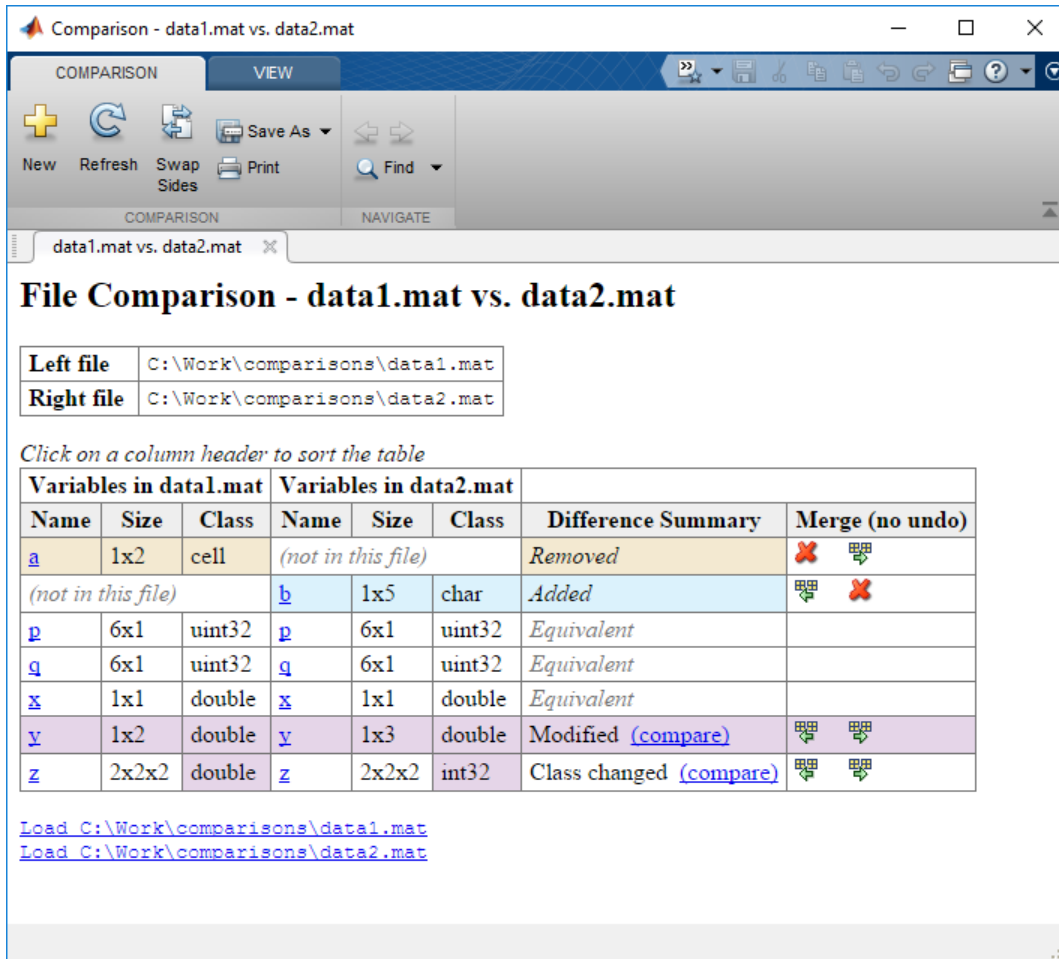 Comparison - data1.mat vs. data2.mat
COMPARISON VIEW
New Refresh Swap Sides Save As Print Find
COMPARISON NAVIGATE
data1.mat vs. data2.mat
File Comparison - data1.mat vs. data2.mat
Left file C:\Work\comparisons\data1.mat
Right file C:\Work\comparisons\data2.mat
Click on a column header to sort the table
Variables in data1.mat Variables in data2.mat
Name Size Class Name Size Class Difference Summary Merge (no undo)
a 1x2 cell (not in this file) Removed
(not in this file) b 1x5 char Added
p 6x1 uint32 p 6x1 uint32 Equivalent
q 6x1 uint32 q 6x1 uint32 Equivalent
x 1x1 double x 1x1 double Equivalent
y 1x2 double y 1x3 double Modified (compare)
z 2x2x2 double z 2x2x2 int32 Class changed (compare)
Load C:\Work\comparisons\data1.mat
Load C:\Work\comparisons\data2.mat